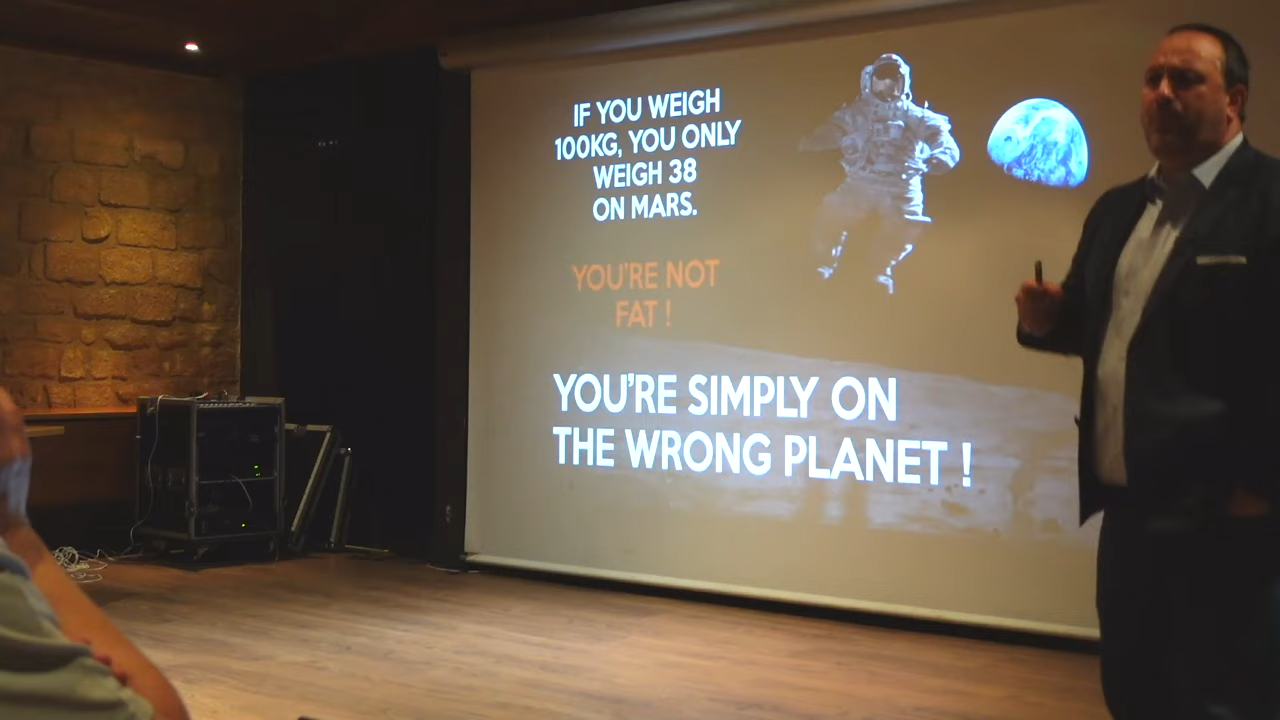 IF YOU WEIGH
100KG, YOU ONLY
WEIGH 38
ON MARS.
YOU'RE NOT
FAT !
YOU'RE SIMPLY ON
THE WRONG PLANET !